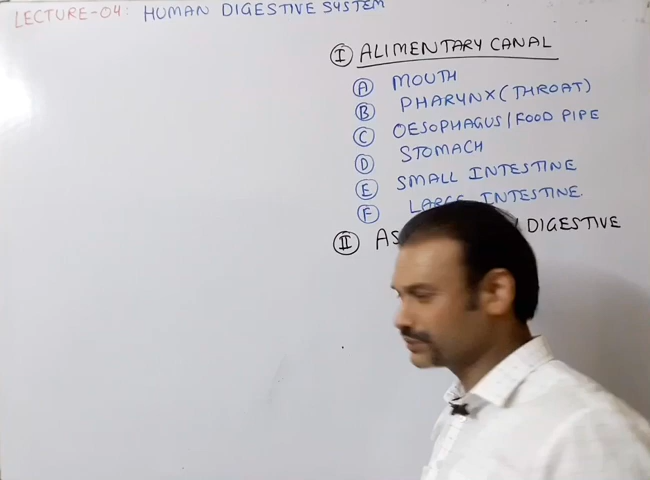 LECTURE-04: HUMAN DIGESTIVE SYSTEM
I ALIMENTARY CANAL
A MOUTH
B PHARYNX (THROAT)
C OESOPHAGUS / FOOD PIPE
D STOMACH
E SMALL INTESTINE
F LARGE INTESTINE.
II DIGESTIVE